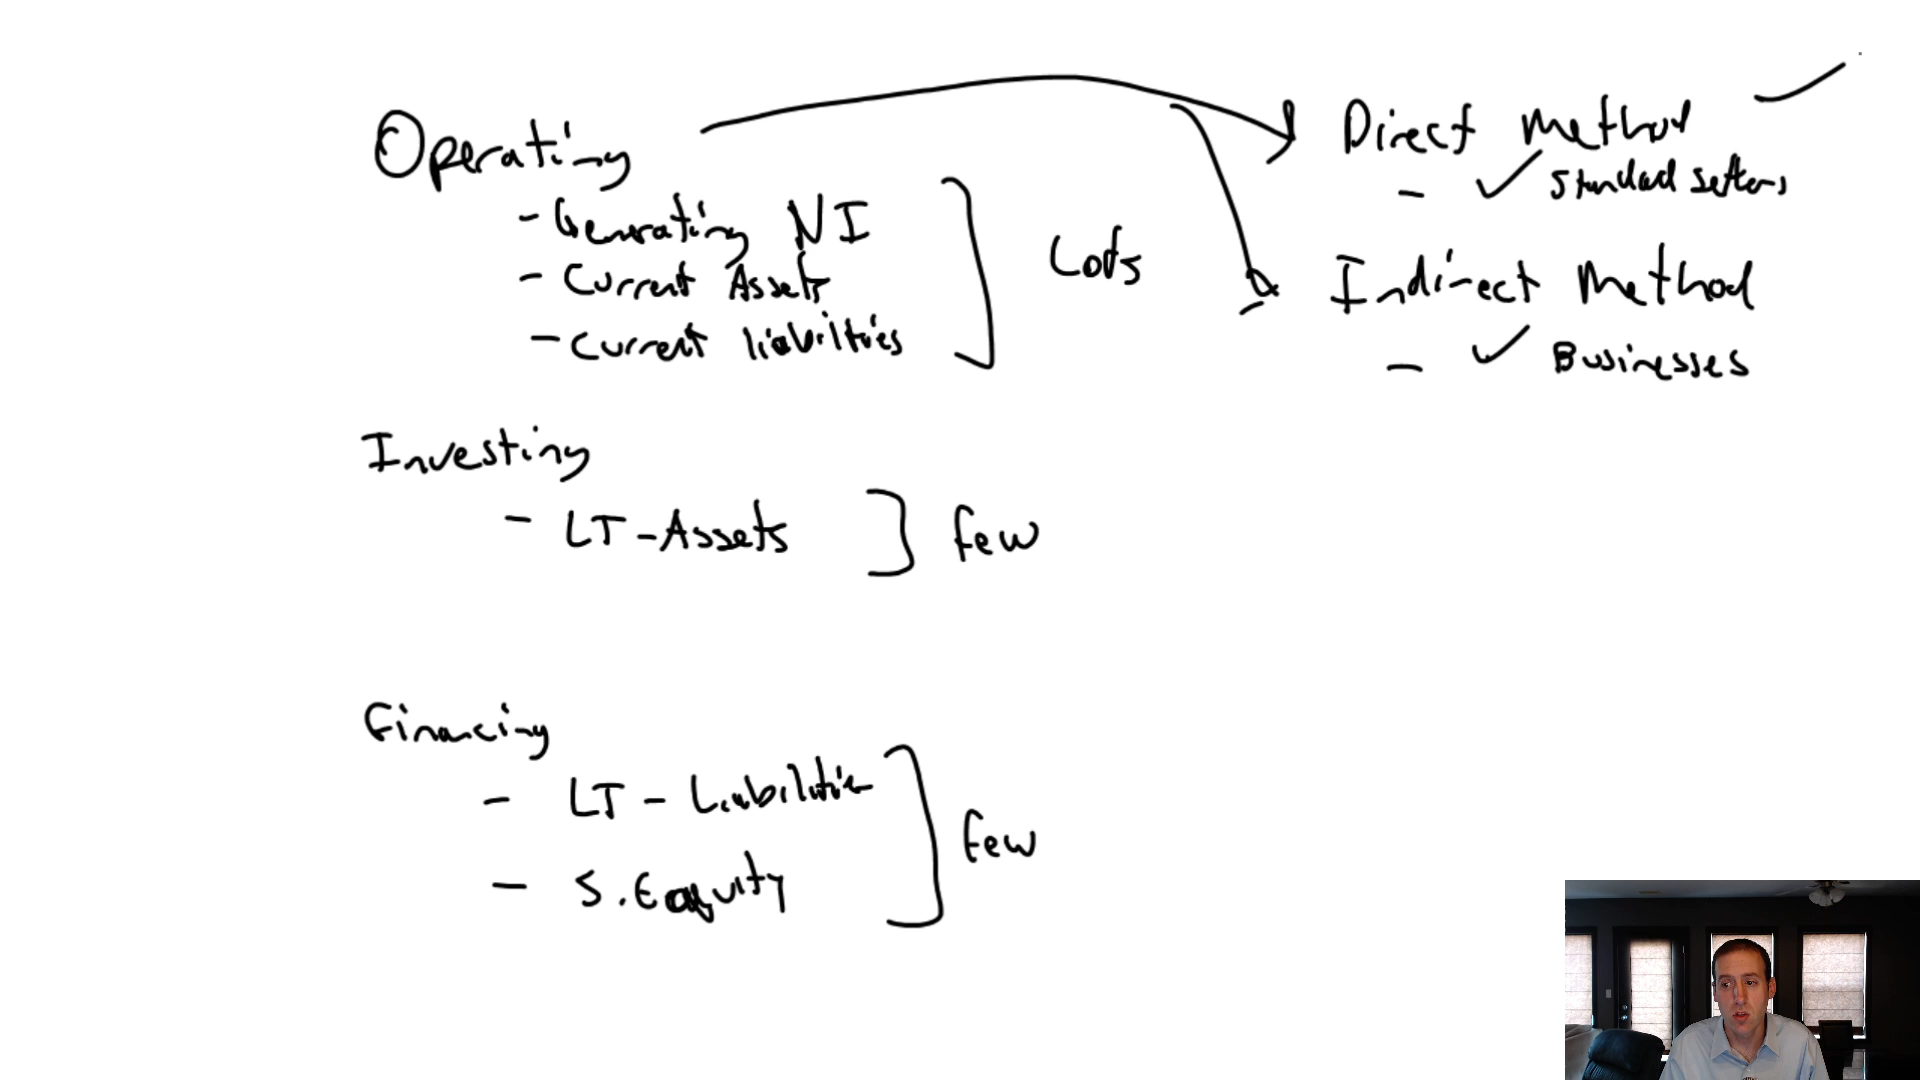 Operating
- Generating NI
- Current Assets
- Current liabilities
Lots
Direct Method
- ✓ Standard setters
Indirect Method
- ✓ Businesses
Investing
- LT-Assets
Few
Financing
- LT - Liabilities
- S. Equity
Few